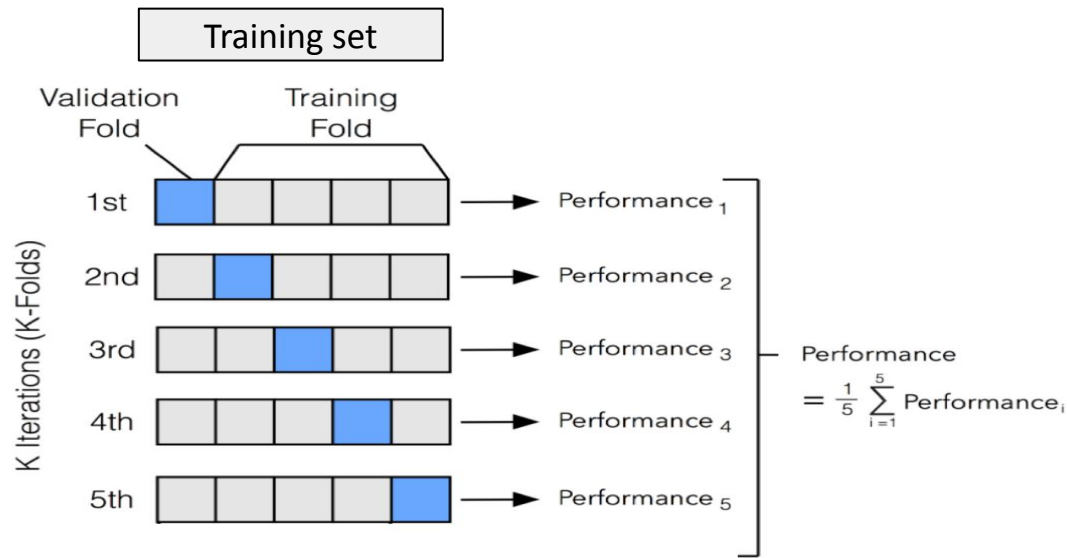 Training set
Validation
Fold
Training
Fold
K Iterations (K-Folds)
1st
Performance 1
2nd
Performance 2
3rd
Performance 3
4th
Performance 4
5th
Performance 5
Performance
= 1/5 5∑i=1 Performance i